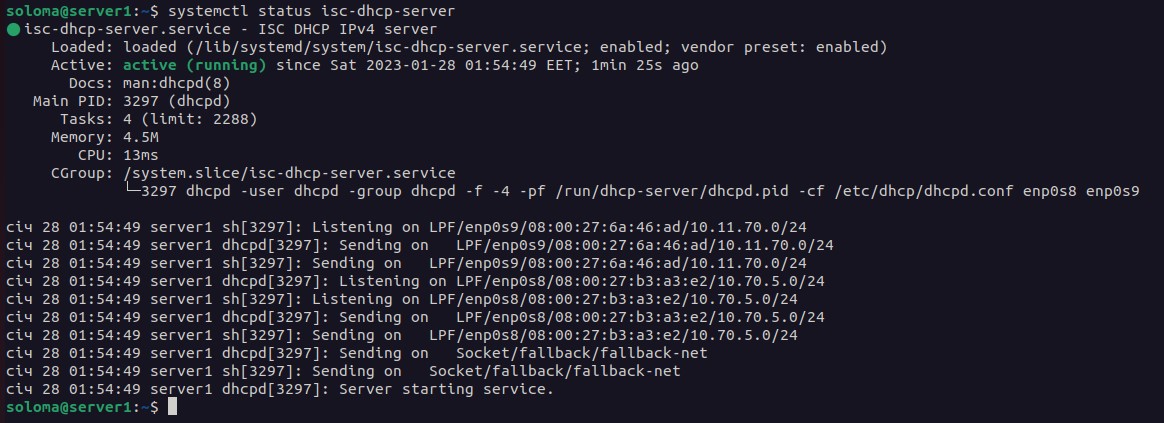 soloma@server1:~$ systemctl status isc-dhcp-server
● isc-dhcp-server.service - ISC DHCP IPv4 server
Loaded: loaded (/lib/systemd/system/isc-dhcp-server.service; enabled; vendor preset: enabled)
Active: active (running) since Sat 2023-01-28 01:54:49 EET; 1min 25s ago
Docs: man:dhcpd(8)
Main PID: 3297 (dhcpd)
Tasks: 4 (limit: 2288)
Memory: 4.5M
CPU: 13ms
CGroup: /system.slice/isc-dhcp-server.service
└─3297 dhcpd -user dhcpd -group dhcpd -f -4 -pf /run/dhcp-server/dhcpd.pid -cf /etc/dhcp/dhcpd.conf enp0s8 enp0s9
січ 28 01:54:49 server1 sh[3297]: Listening on LPF/enp0s9/08:00:27:6a:46:ad/10.11.70.0/24
січ 28 01:54:49 server1 dhcpd[3297]: Sending on   LPF/enp0s9/08:00:27:6a:46:ad/10.11.70.0/24
січ 28 01:54:49 server1 sh[3297]: Sending on   LPF/enp0s9/08:00:27:6a:46:ad/10.11.70.0/24
січ 28 01:54:49 server1 dhcpd[3297]: Listening on LPF/enp0s8/08:00:27:b3:a3:e2/10.70.5.0/24
січ 28 01:54:49 server1 sh[3297]: Listening on LPF/enp0s8/08:00:27:b3:a3:e2/10.70.5.0/24
січ 28 01:54:49 server1 dhcpd[3297]: Sending on   LPF/enp0s8/08:00:27:b3:a3:e2/10.70.5.0/24
січ 28 01:54:49 server1 sh[3297]: Sending on   LPF/enp0s8/08:00:27:b3:a3:e2/10.70.5.0/24
січ 28 01:54:49 server1 dhcpd[3297]: Sending on   Socket/fallback/fallback-net
січ 28 01:54:49 server1 sh[3297]: Sending on   Socket/fallback/fallback-net
січ 28 01:54:49 server1 dhcpd[3297]: Server starting service.
soloma@server1:~$